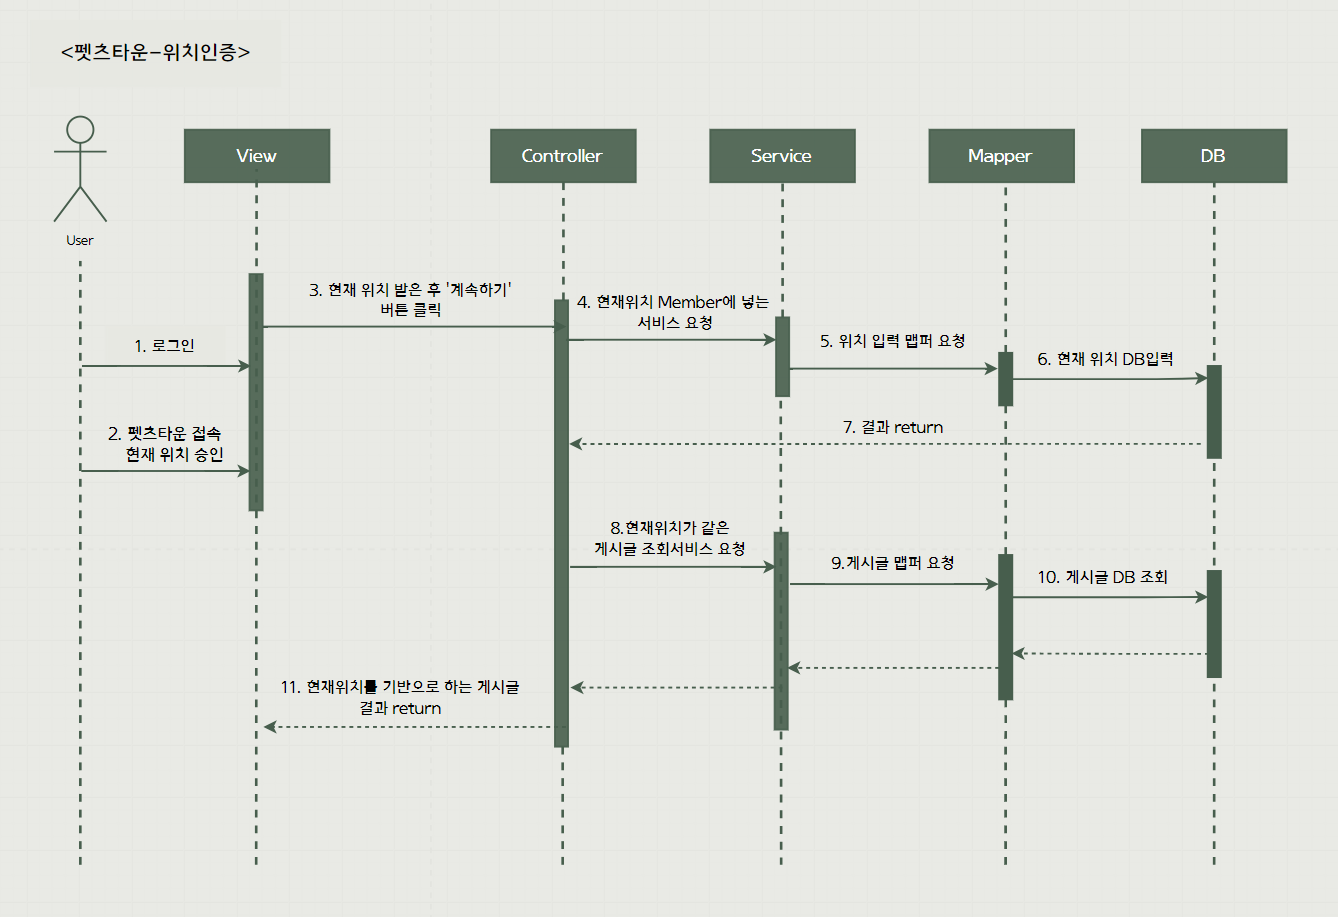 <펫츠타운-위치인증>
View
Controller
Service
Mapper
DB
User
3. 현재 위치 받은 후 '계속하기'
버튼 클릭
4. 현재위치 Member에 넣는
서비스 요청
1. 로그인
5. 위치 입력 맵퍼 요청
6. 현재 위치 DB입력
2. 펫츠타운 접속
현재 위치 승인
7. 결과 return
8.현재위치가 같은
게시글 조회서비스 요청
9.게시글 맵퍼 요청
10. 게시글 DB 조회
11. 현재위치를 기반으로 하는 게시글
결과 return